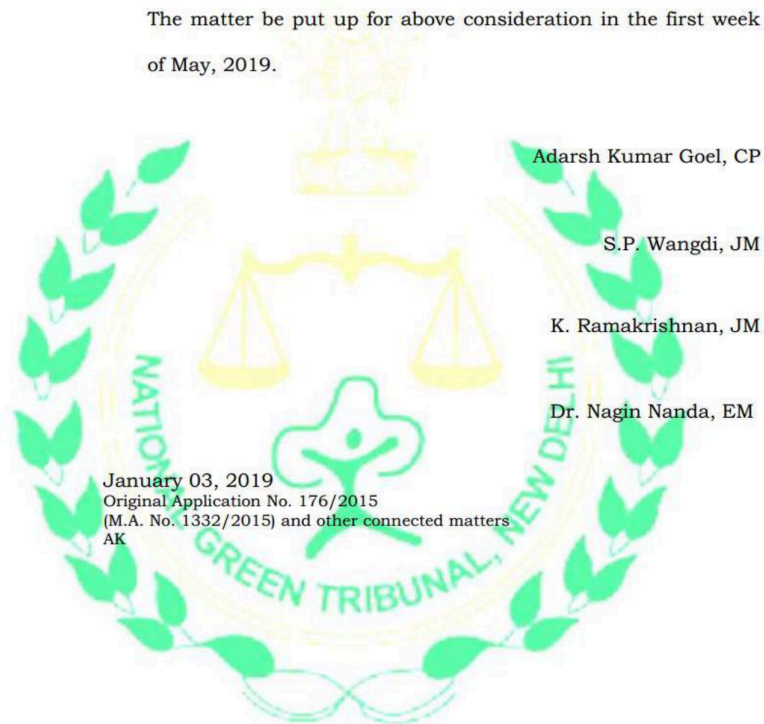 The matter be put up for above consideration in the first week
of May, 2019.
Adarsh Kumar Goel, CP
S.P. Wangdi, JM
K. Ramakrishnan, JM
Dr. Nagin Nanda, EM
January 03, 2019
Original Application No. 176/2015
(M.A. No. 1332/2015) and other connected matters
AK
NATIONAL GREEN TRIBUNAL, NEW DELHI